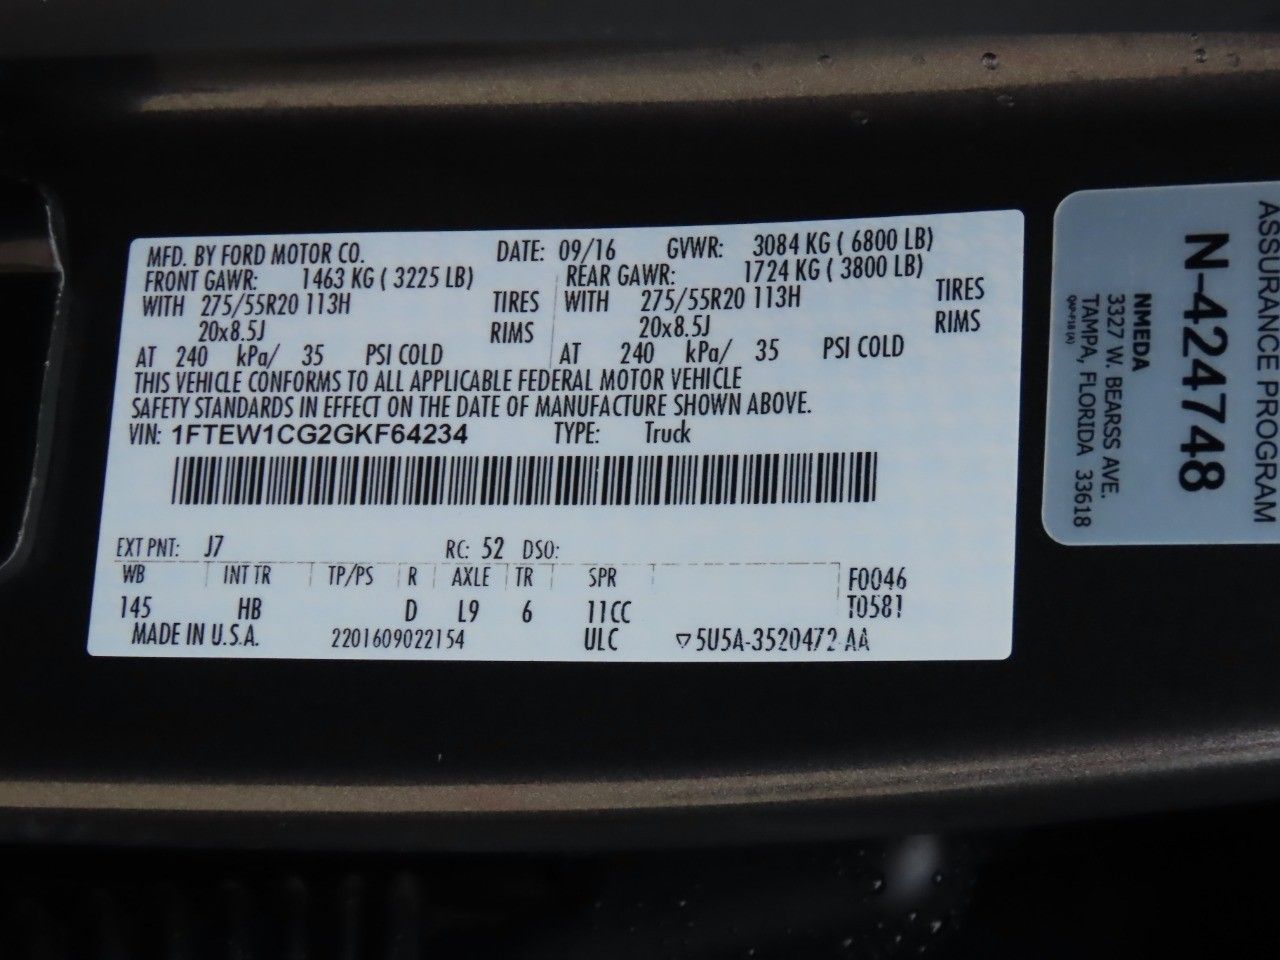 MFD. BY FORD MOTOR CO. DATE: 09/16 GVWR: 3084 KG ( 6800 LB)
FRONT GAWR: 1463 KG ( 3225 LB) REAR GAWR: 1724 KG ( 3800 LB)
WITH 275/55R20 113H TIRES WITH 275/55R20 113H TIRES
20x8.5J RIMS 20x8.5J RIMS
AT 240 kPa/ 35 PSI COLD AT 240 kPa/ 35 PSI COLD
THIS VEHICLE CONFORMS TO ALL APPLICABLE FEDERAL MOTOR VEHICLE
SAFETY STANDARDS IN EFFECT ON THE DATE OF MANUFACTURE SHOWN ABOVE.
VIN: 1FTEW1CG2GKF64234 TYPE: Truck
EXT PNT: J7 RC: 52 DSO:
WB INT TR TP/PS R AXLE TR SPR F0046
145 HB D L9 6 11CC T0581
MADE IN U.S.A. 2201609022154 ULC ▽5U5A-3520472-AA
ASSURANCE PROGRAM
N-424748
NMEDA
3327 W. BEARSS AVE.
TAMPA, FLORIDA 33618
QAP-F18 (A)